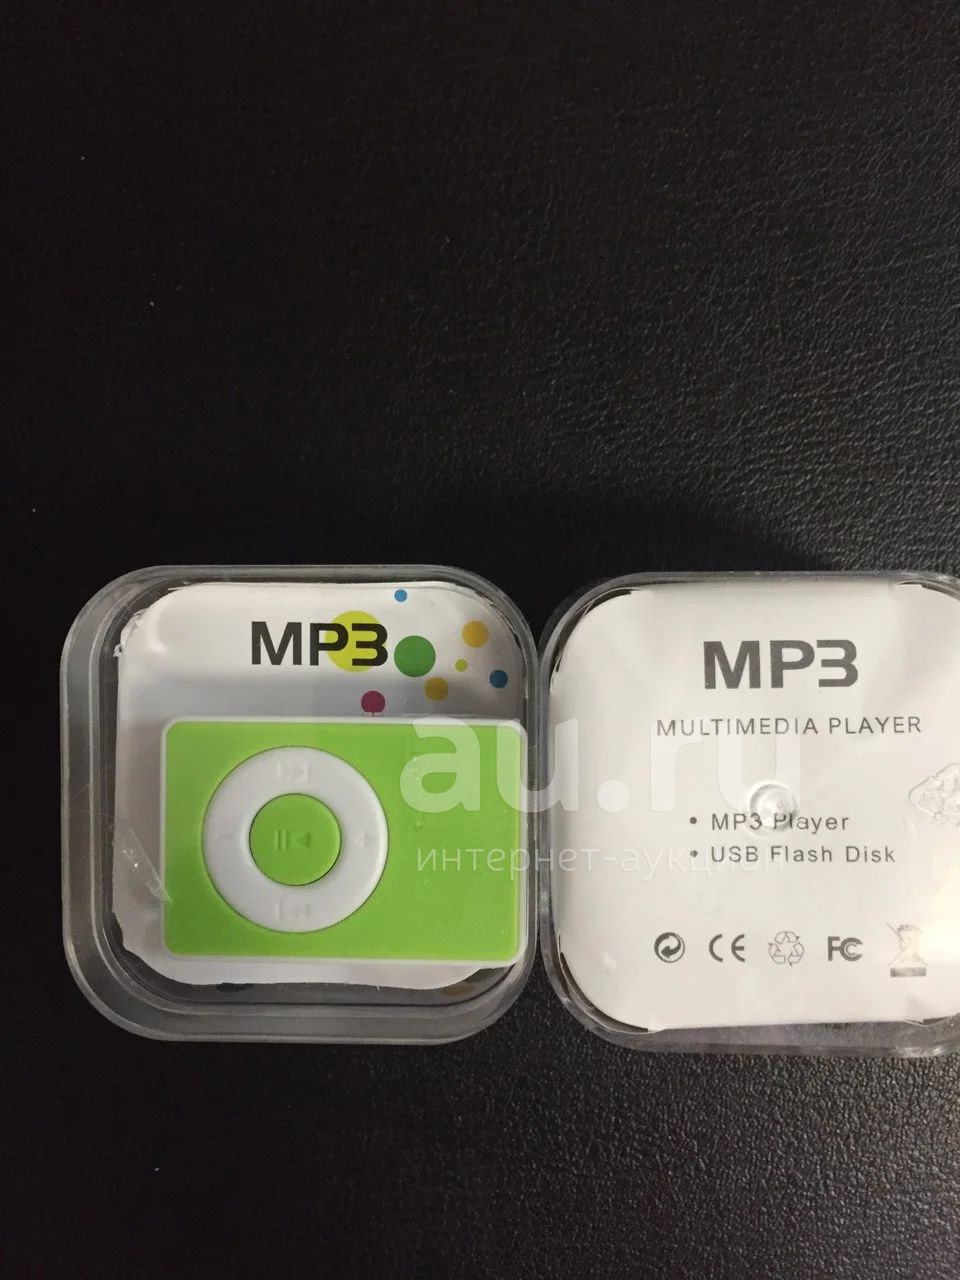 MP3
MP3
MULTIMEDIA PLAYER
• MP3 Player
• USB Flash Disk
CE FC
au.ru
интернет-аукцион